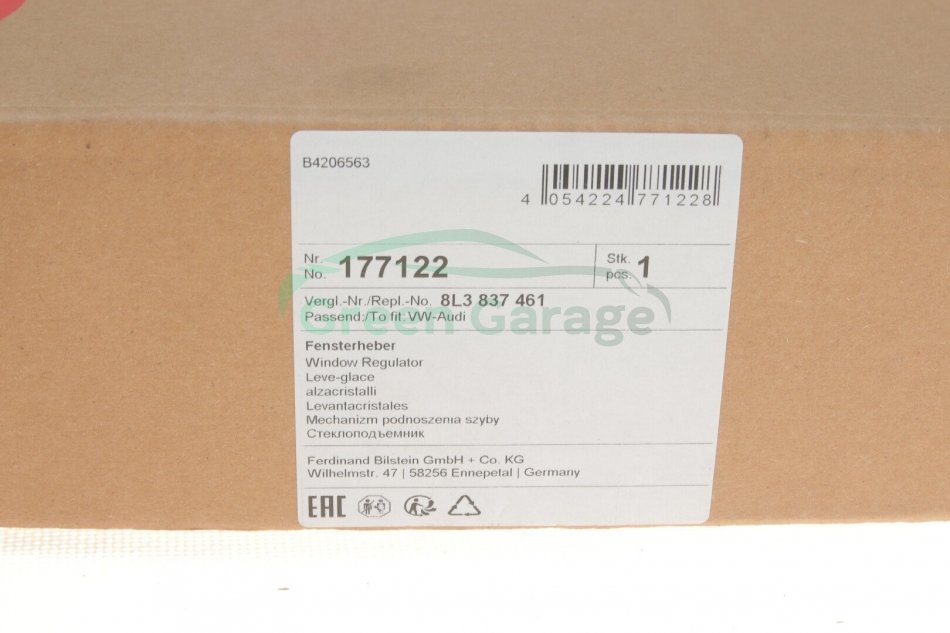 B4206563
4 054224 771228
Nr. No. 177122 Stk. pcs. 1
Vergl.-Nr./Repl.-No. 8L3 837 461
Passend:/To fit: VW-Audi
Green Garage
Fensterheber
Window Regulator
Leve-glace
alzacristalli
Levantacristales
Mechanizm podnoszenia szyby
Стеклоподъемник
Ferdinand Bilstein GmbH + Co. KG
Wilhelmstr. 47 | 58256 Ennepetal | Germany
EAC